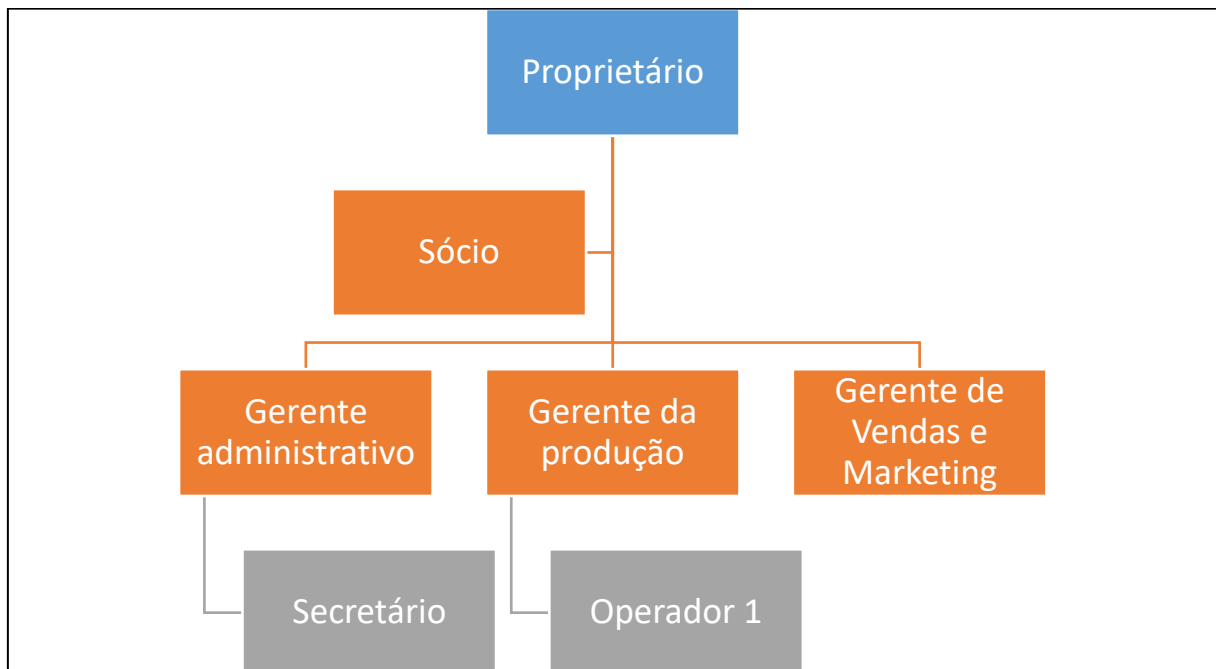 Proprietário
Sócio
Gerente
administrativo
Gerente da
produção
Gerente de
Vendas e
Marketing
Secretário
Operador 1